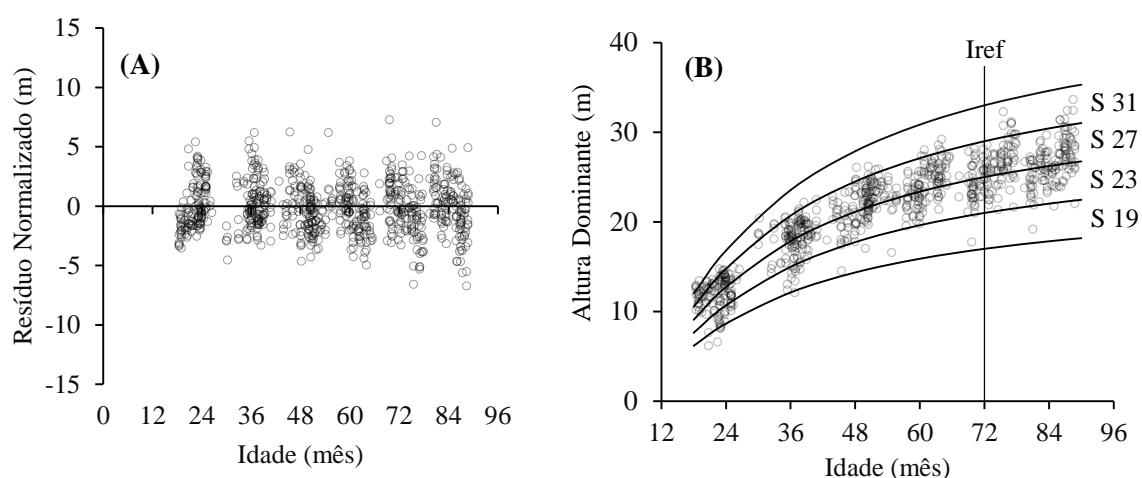 15
10
5
0
-5
-10
-15
Resíduo Normalizado (m)
(A)
0 12 24 36 48 60 72 84 96
Idade (mês)
40
30
20
10
0
Altura Dominante (m)
(B)
Iref
S 31
S 27
S 23
S 19
12 24 36 48 60 72 84 96
Idade (mês)